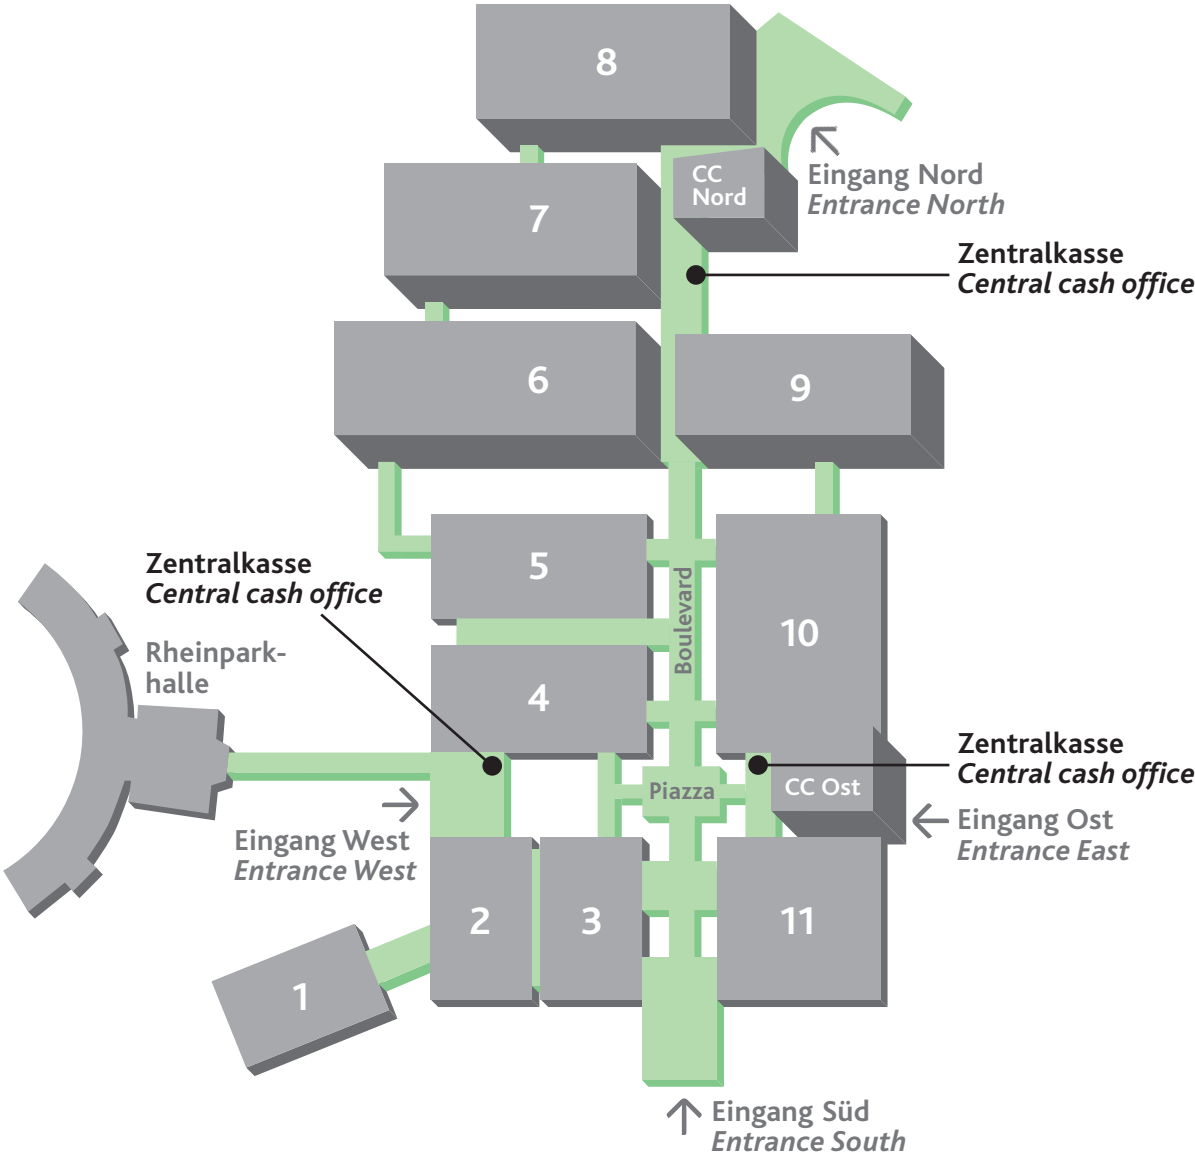 8
CC
Nord
Eingang Nord
Entrance North
7
Zentralkasse
Central cash office
6
9
Zentralkasse
Central cash office
5
Boulevard
10
Rheinpark-
halle
4
Zentralkasse
Central cash office
Piazza
CC Ost
Eingang West
Entrance West
Eingang Ost
Entrance East
2
3
11
1
Eingang Süd
Entrance South